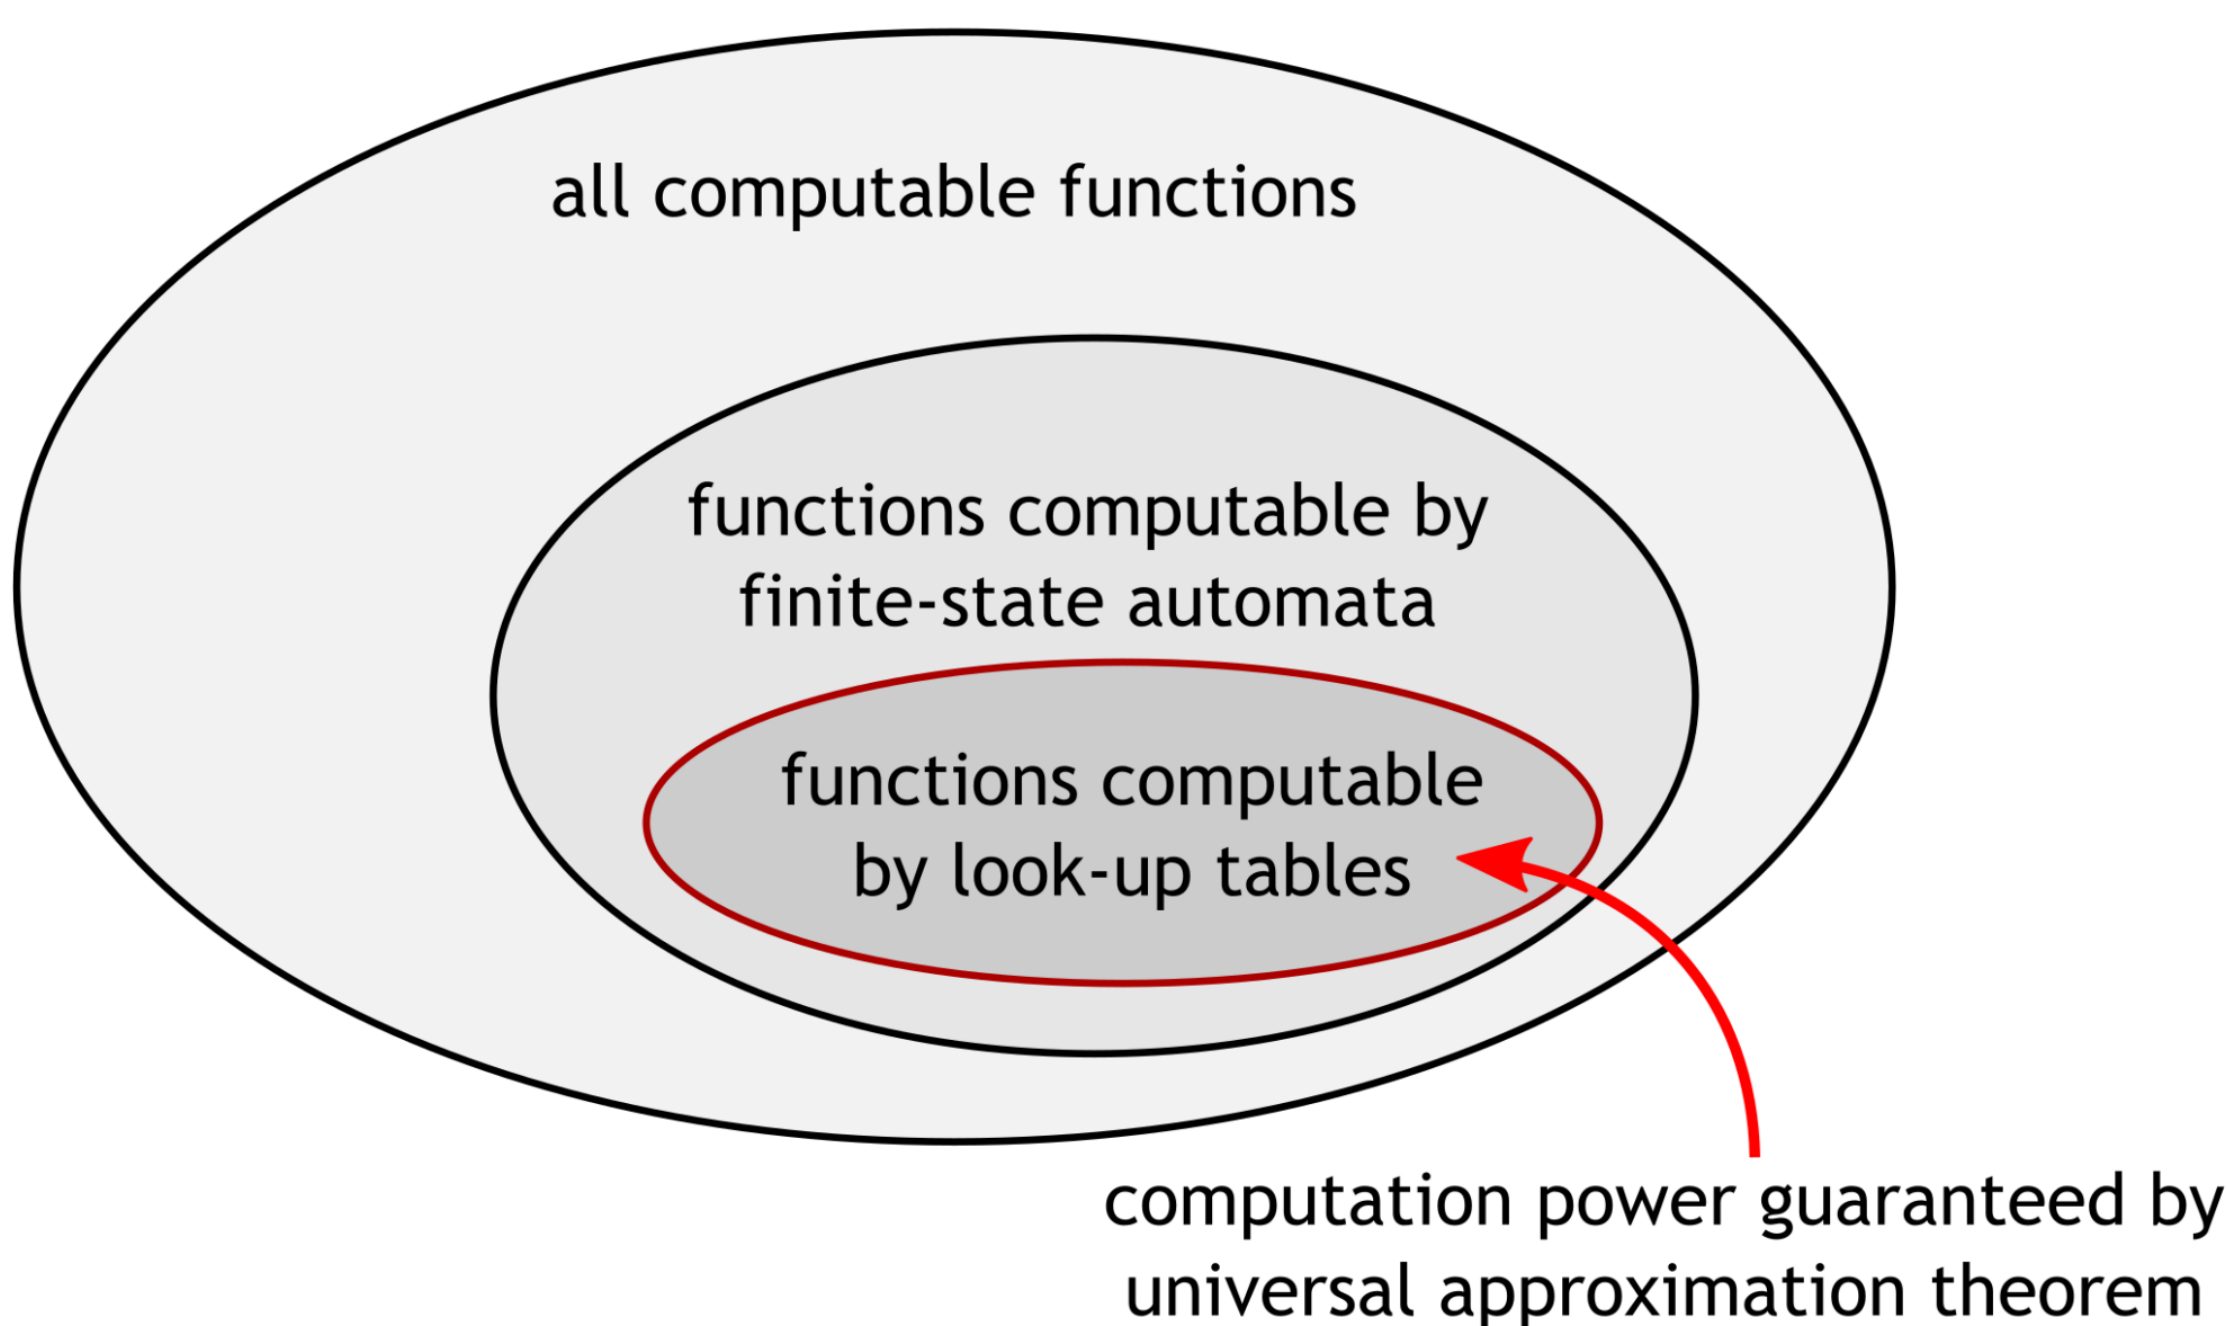 all computable functions
functions computable by
finite-state automata
functions computable
by look-up tables
computation power guaranteed by
universal approximation theorem